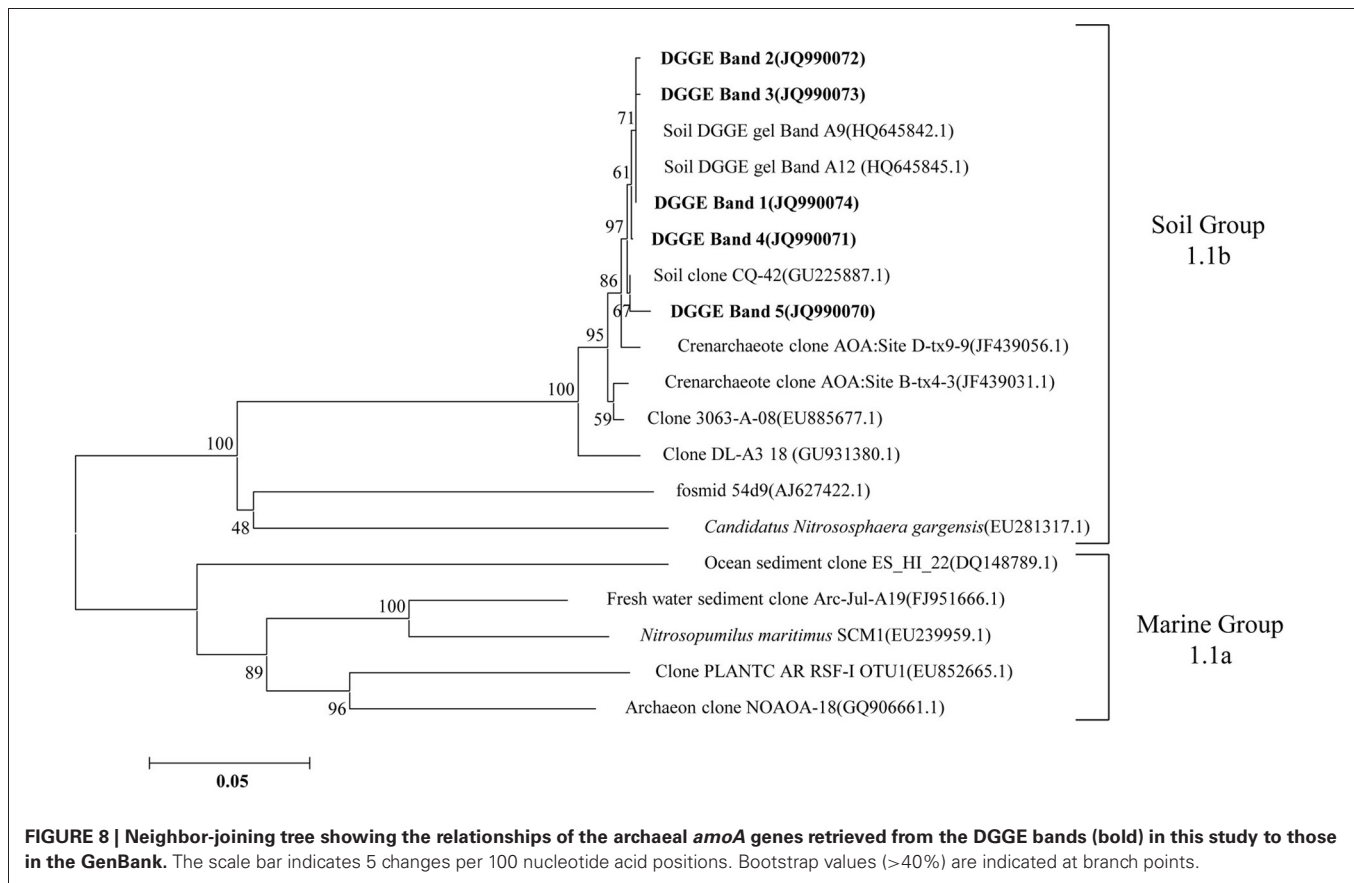 DGGE Band 2(JQ990072)
DGGE Band 3(JQ990073)
71
Soil DGGE gel Band A9(HQ645842.1)
Soil DGGE gel Band A12 (HQ645845.1)
61
DGGE Band 1(JQ990074)
97
DGGE Band 4(JQ990071)
Soil clone CQ-42(GU225887.1)
86
67
DGGE Band 5(JQ990070)
95
Crenarchaeote clone AOA:Site D-tx9-9(JF439056.1)
Crenarchaeote clone AOA:Site B-tx4-3(JF439031.1)
100
59
Clone 3063-A-08(EU885677.1)
100
Clone DL-A3 18 (GU931380.1)
fosmid 54d9(AJ627422.1)
48
Candidatus Nitrososphaera gargensis(EU281317.1)
Soil Group
1.1b
Ocean sediment clone ES_HI_22(DQ148789.1)
100
Fresh water sediment clone Arc-Jul-A19(FJ951666.1)
Nitrosopumilus maritimus SCM1(EU239959.1)
89
Clone PLANTC AR RSF-I OTU1(EU852665.1)
96
Archaeon clone NOAOA-18(GQ906661.1)
Marine Group
1.1a
0.05
FIGURE 8 | Neighbor-joining tree showing the relationships of the archaeal amoA genes retrieved from the DGGE bands (bold) in this study to those
in the GenBank. The scale bar indicates 5 changes per 100 nucleotide acid positions. Bootstrap values (>40%) are indicated at branch points.